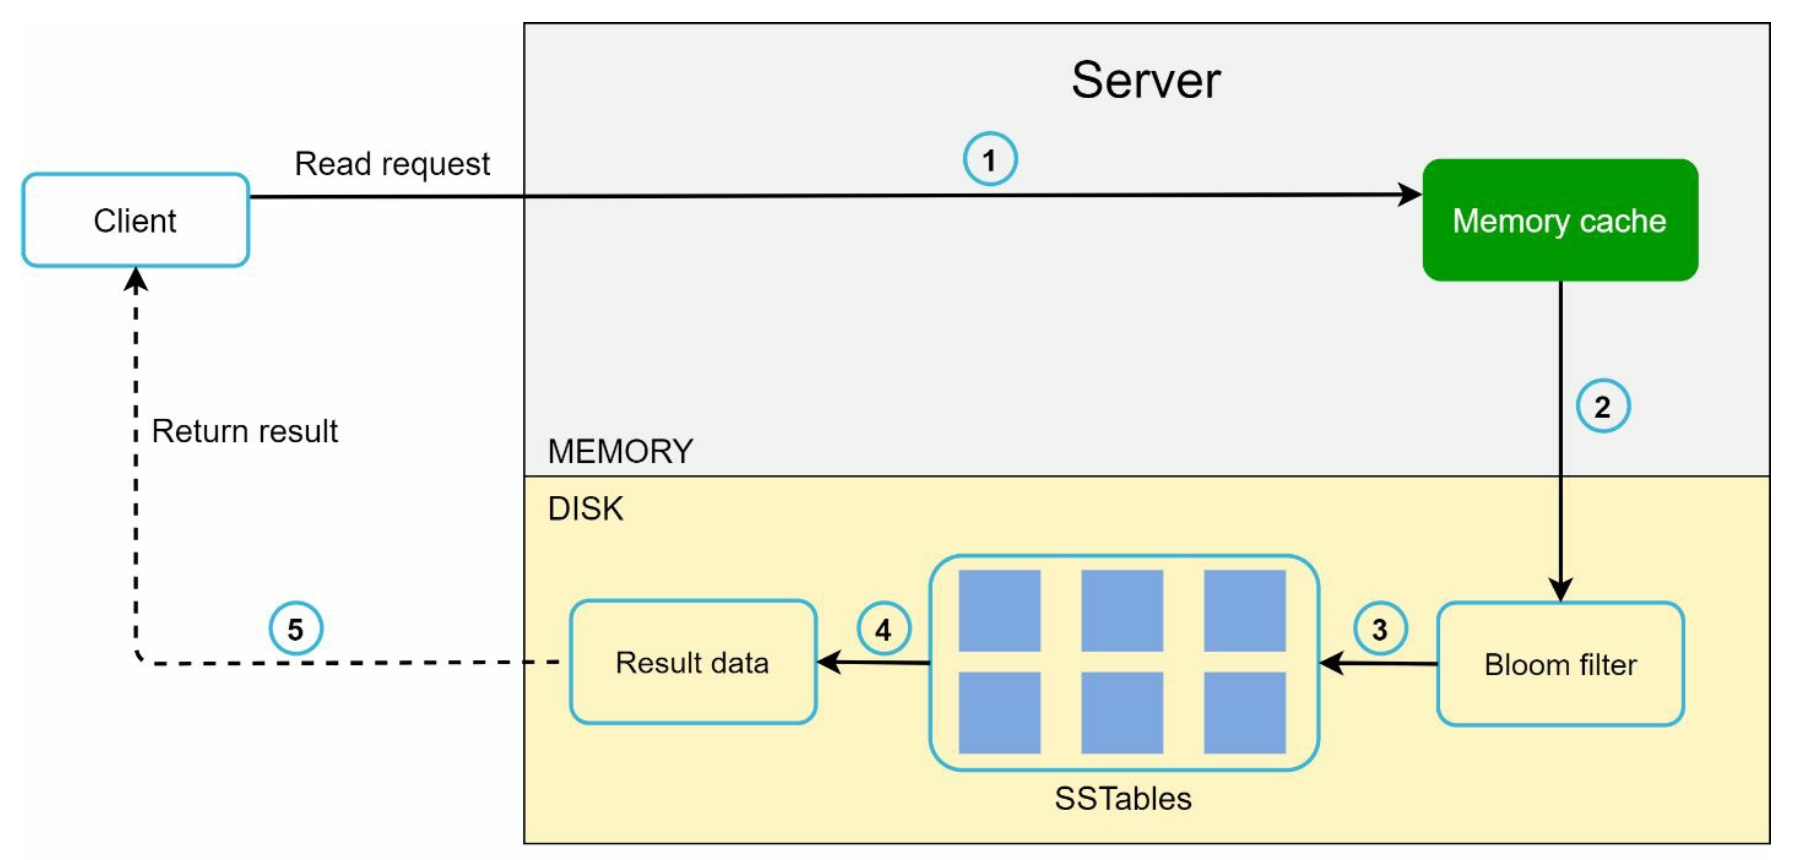 Server
Read request
1
Client
Memory cache
2
Return result
MEMORY
DISK
5
Result data
4
3
Bloom filter
SSTables